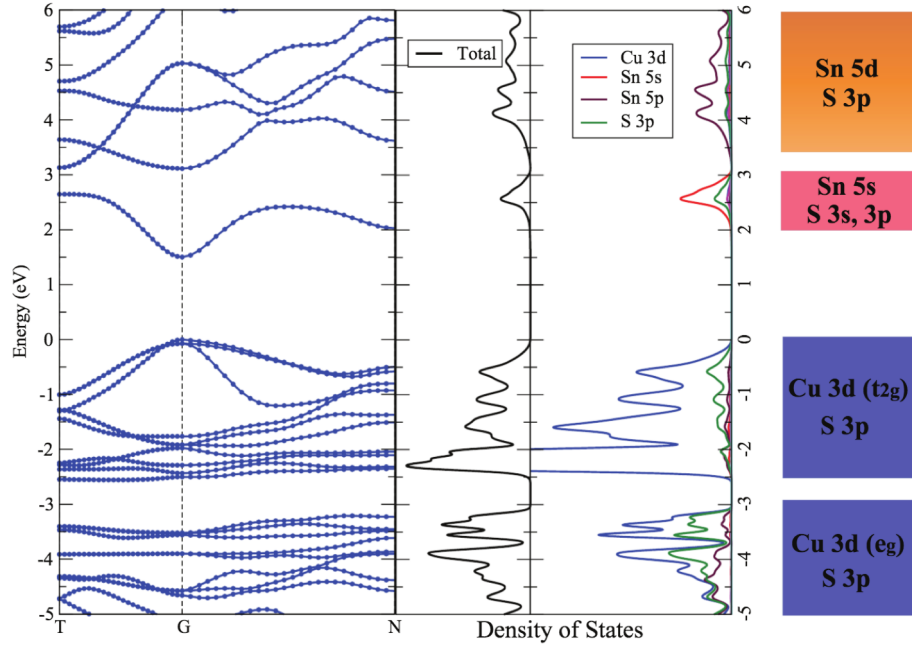 Energy (eV)
6
5
4
3
2
1
0
-1
-2
-3
-4
-5
T
G
N
Total
Density of States
Cu 3d
Sn 5s
Sn 5p
S 3p
6
5
4
3
2
1
0
-1
-2
-3
-4
-5
Sn 5d
S 3p
Sn 5s
S 3s, 3p
Cu 3d (t2g)
S 3p
Cu 3d (eg)
S 3p